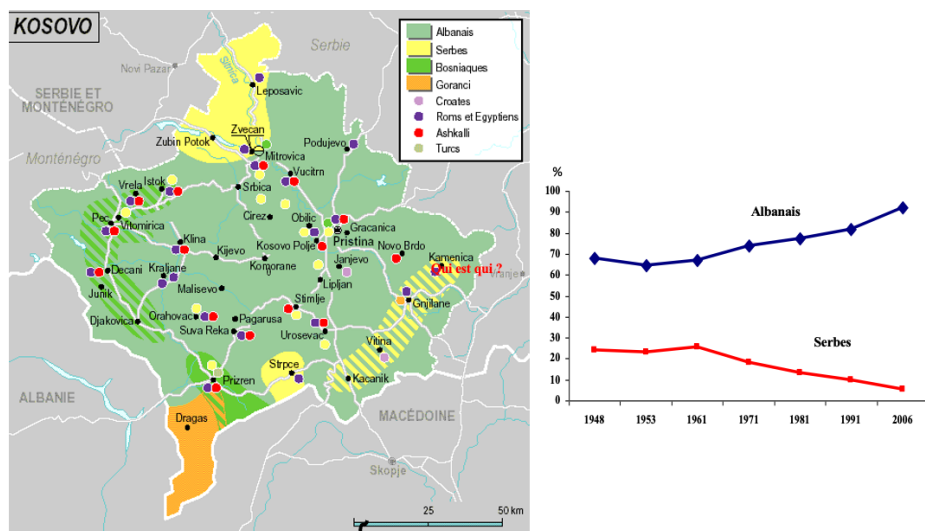 KOSOVO
Albanais
Serbes
Bosniaques
Goranci
Croates
Roms et Egyptiens
Ashkalli
Turcs
Serbie
Novi Pazar
Sitnica
Leposavic
SERBIE ET
MONTÉNÉGRO
Zvecan
Zubin Potok
Mitrovica
Podujevo
Monténégro
Vucitrn
Istok
Vrela
Srbica
Pec
Vitomirica
Cirez
Obilic
Gracanica
Pristina
Klina
Kijevo
Kosovo Polje
Novo Brdo
Janjevo
Kamenica
Qui est qui ?
Vranje
Komorane
Decani
Kraljane
Lipljan
Junik
Malisevo
Gnjilane
Stimlje
Orahovac
Pagarusa
Djakovica
Suva Reka
Urosevac
Vitina
Strpce
Prizren
Kacanik
ALBANIE
Dragas
MACÉDOINE
Skopje
25
50 km
%
100
90
80
70
60
50
40
30
20
10
0
Albanais
Serbes
1948 1953 1961 1971 1981 1991 2006